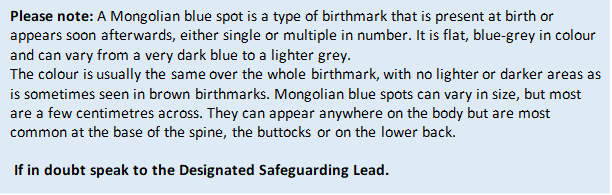 Please note: A Mongolian blue spot is a type of birthmark that is present at birth or
appears soon afterwards, either single or multiple in number. It is flat, blue-grey in colour
and can vary from a very dark blue to a lighter grey.
The colour is usually the same over the whole birthmark, with no lighter or darker areas as
is sometimes seen in brown birthmarks. Mongolian blue spots can vary in size, but most
are a few centimetres across. They can appear anywhere on the body but are most
common at the base of the spine, the buttocks or on the lower back.
If in doubt speak to the Designated Safeguarding Lead.